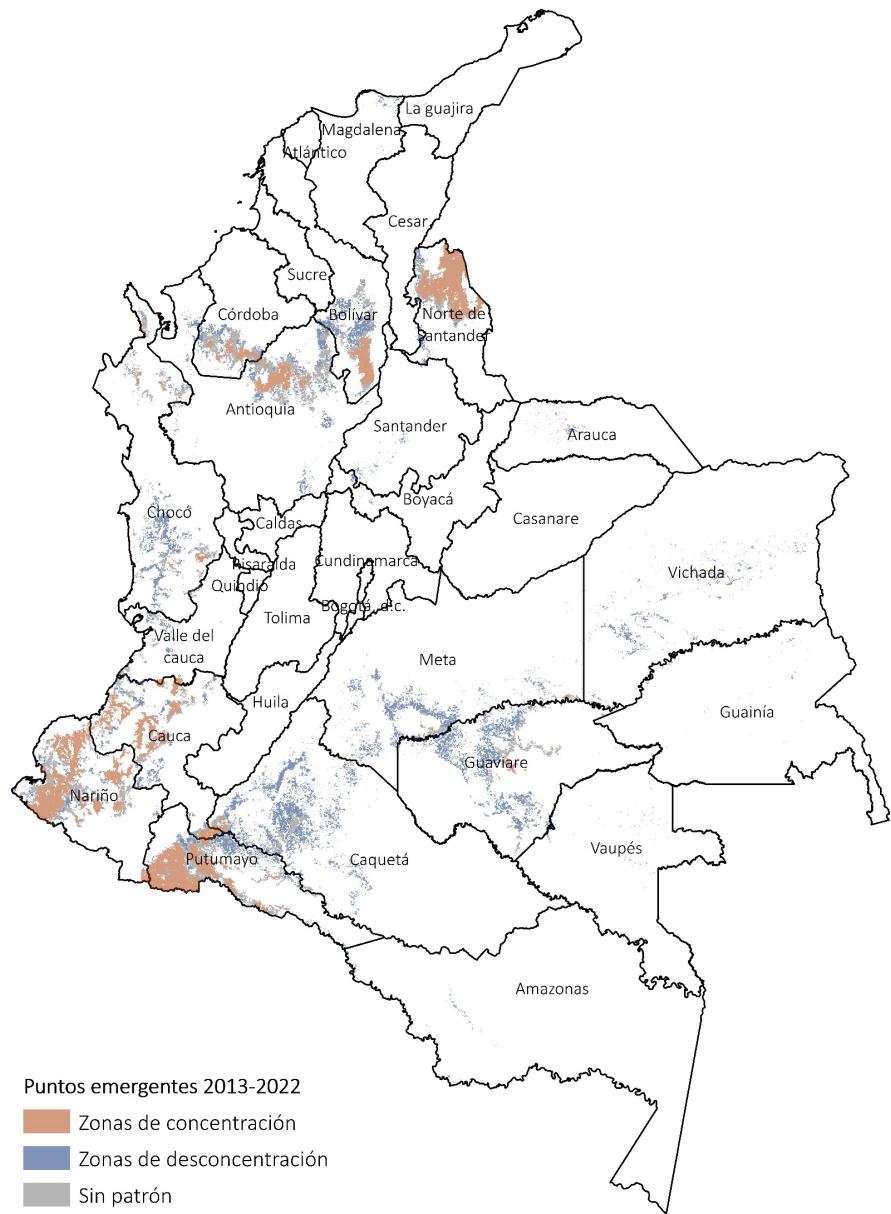 La guajira
Magdalena
Atlántico
Cesar
Sucre
Córdoba
Bolívar
Norte de
Santander
Antioquia
Santander
Arauca
Boyacá
Chocó
Caldas
Casanare
Risaralda
Cundinamarca
Quindío
Vichada
Bogotá, d.c.
Tolima
Valle del
cauca
Meta
Huila
Guainía
Cauca
Guaviare
Nariño
Vaupés
Putumayo
Caquetá
Amazonas
Puntos emergentes 2013-2022
Zonas de concentración
Zonas de desconcentración
Sin patrón